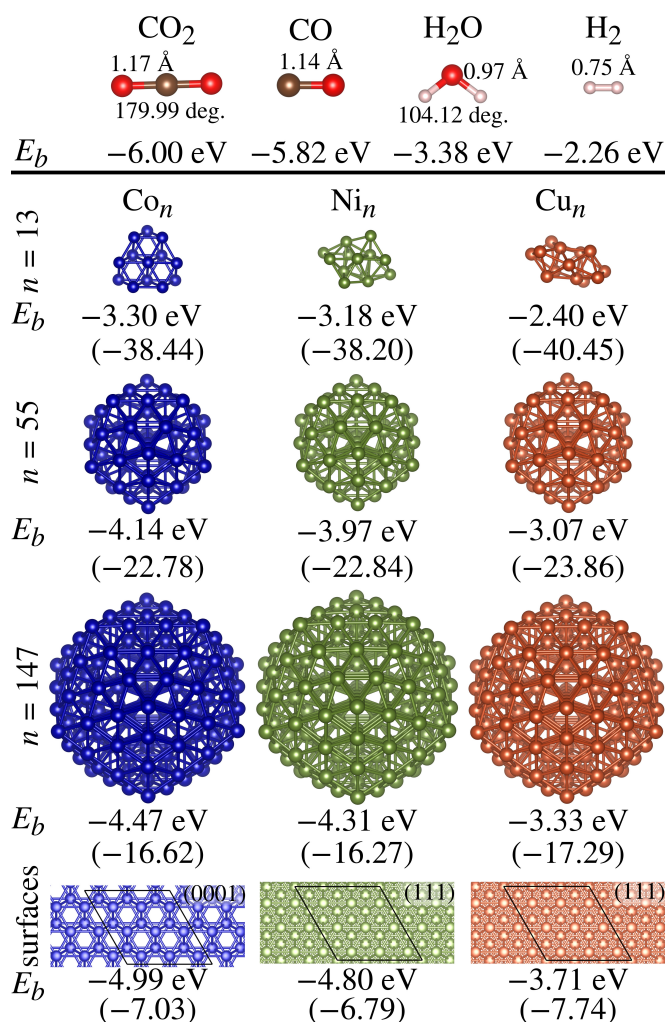 CO2 CO H2O H2
1.17 Å 1.14 Å 0.97 Å 0.75 Å
179.99 deg. 104.12 deg.
Eb −6.00 eV −5.82 eV −3.38 eV −2.26 eV
Con Nin Cun
n = 13
Eb −3.30 eV −3.18 eV −2.40 eV
(−38.44) (−38.20) (−40.45)
n = 55
Eb −4.14 eV −3.97 eV −3.07 eV
(−22.78) (−22.84) (−23.86)
n = 147
Eb −4.47 eV −4.31 eV −3.33 eV
(−16.62) (−16.27) (−17.29)
surfaces
(0001) (111) (111)
Eb −4.99 eV −4.80 eV −3.71 eV
(−7.03) (−6.79) (−7.74)